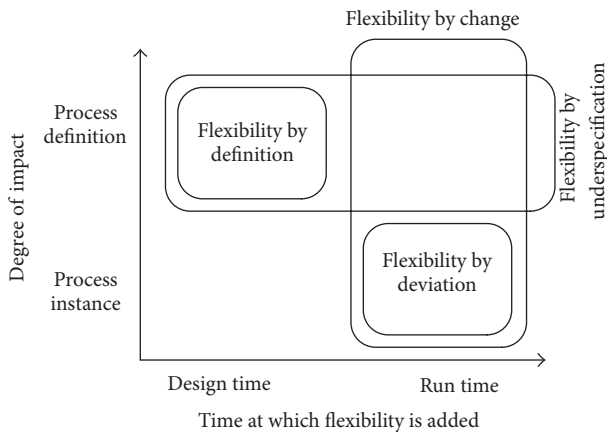 Flexibility by change
Process
definition
Flexibility by
definition
Flexibility by
underspecification
Degree of impact
Process
instance
Flexibility by
deviation
Design time
Run time
Time at which flexibility is added